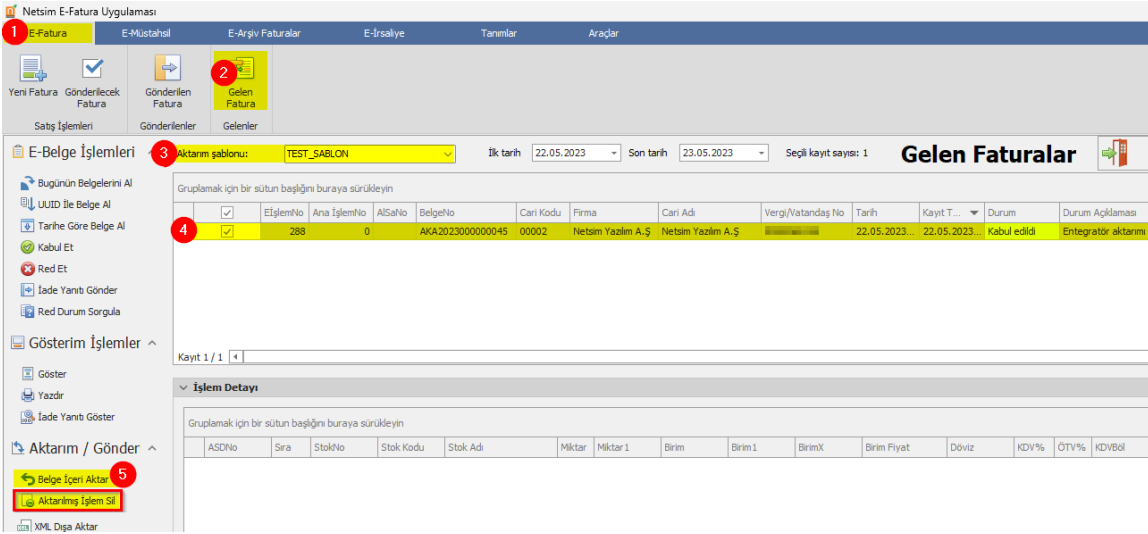 Netsim E-Fatura Uygulaması
1 E-Fatura E-Müstahsil E-Arşiv Faturalar E-İrsaliye Tanımlar Araçlar
2
Yeni Fatura Gönderilecek Fatura Gönderilen Fatura Gelen Fatura
Satış İşlemleri Gönderilenler Gelenler
E-Belge İşlemleri
Bugünün Belgelerini Al
UUID İle Belge Al
Tarihe Göre Belge Al
Kabul Et
Red Et
İade Yanıtı Gönder
Red Durum Sorgula
Gösterim İşlemler
Göster
Yazdır
İade Yanıtı Göster
Aktarım / Gönder
Belge İçeri Aktar 5
Aktarılmış İşlem Sil
XML Dışa Aktar
3 Aktarım şablonu: TEST_SABLON İlk tarih 22.05.2023 Son tarih 23.05.2023 Seçili kayıt sayısı: 1 Gelen Faturalar
Gruplamak için bir sütun başlığını buraya sürükleyin
EİşlemNo Ana İşlemNo AlSaNo BelgeNo Cari Kodu Firma Cari Adı Vergi/Vatandaş No Tarih Kayıt T... Durum Durum Açıklaması
4 288 0 AKA2023000000045 00002 Netsim Yazılım A.Ş Netsim Yazılım A.Ş 22.05.2023... 22.05.2023... Kabul edildi Entegratör aktarımı
Kayıt 1 / 1
İşlem Detayı
Gruplamak için bir sütun başlığını buraya sürükleyin
ASDNo Sıra StokNo Stok Kodu Stok Adı Miktar Miktar1 Birim Birim1 BirimX Birim Fiyat Döviz KDV% ÖTV% KDVBöl